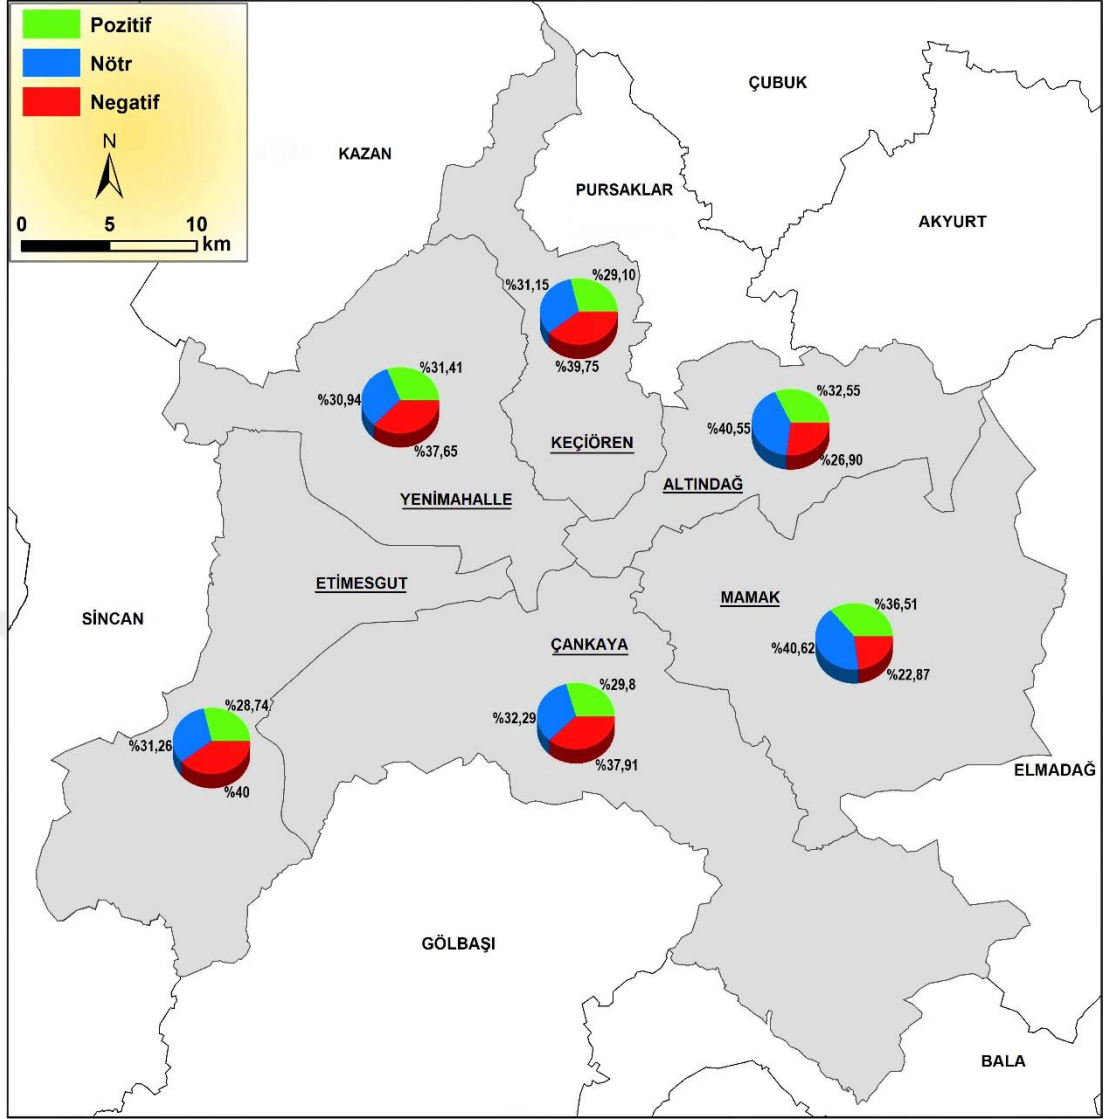 Pozitif
Nötr
Negatif
N
0 5 10
km
ÇUBUK
KAZAN
PURSAKLAR
AKYURT
%31,15 %29,10
%39,75
KEÇİÖREN
%31,41
%30,94
%37,65
YENİMAHALLE
%32,55
%40,55
%26,90
ALTINDAĞ
ETİMESGUT
MAMAK
%36,51
%40,62
%22,87
SİNCAN
ÇANKAYA
%29,8
%32,29
%37,91
%28,74
%31,26
%40
ELMADAĞ
GÖLBAŞI
BALA